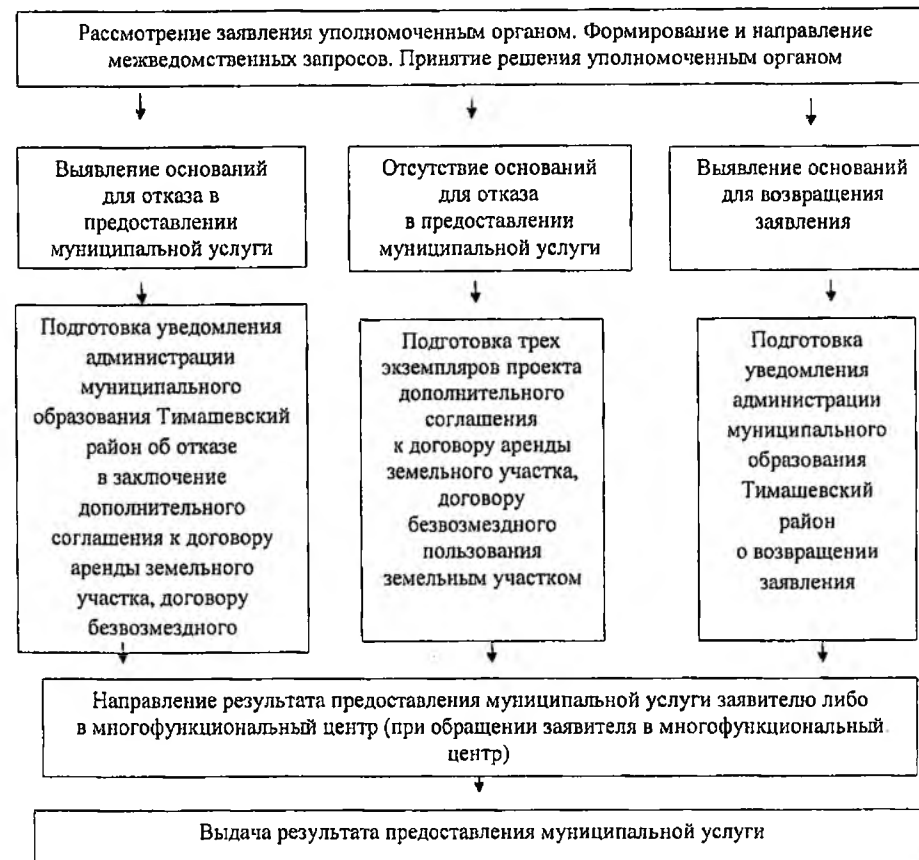 Рассмотрение заявления уполномоченным органом. Формирование и направление
межведомственных запросов. Принятие решения уполномоченным органом
Выявление оснований
для отказа в
предоставлении
муниципальной услуги
Отсутствие оснований
для отказа
в предоставлении
муниципальной услуги
Выявление оснований
для возвращения
заявления
Подготовка уведомления
администрации
муниципального
образования Тимашевский
район об отказе
в заключение
дополнительного
соглашения к договору
аренды земельного
участка, договору
безвозмездного
Подготовка трех
экземпляров проекта
дополнительного
соглашения
к договору аренды
земельного участка,
договору
безвозмездного
пользования
земельным участком
Подготовка
уведомления
администрации
муниципального
образования
Тимашевский
район
о возвращении
заявления
Направление результата предоставления муниципальной услуги заявителю либо
в многофункциональный центр (при обращении заявителя в многофункциональный
центр)
Выдача результата предоставления муниципальной услуги